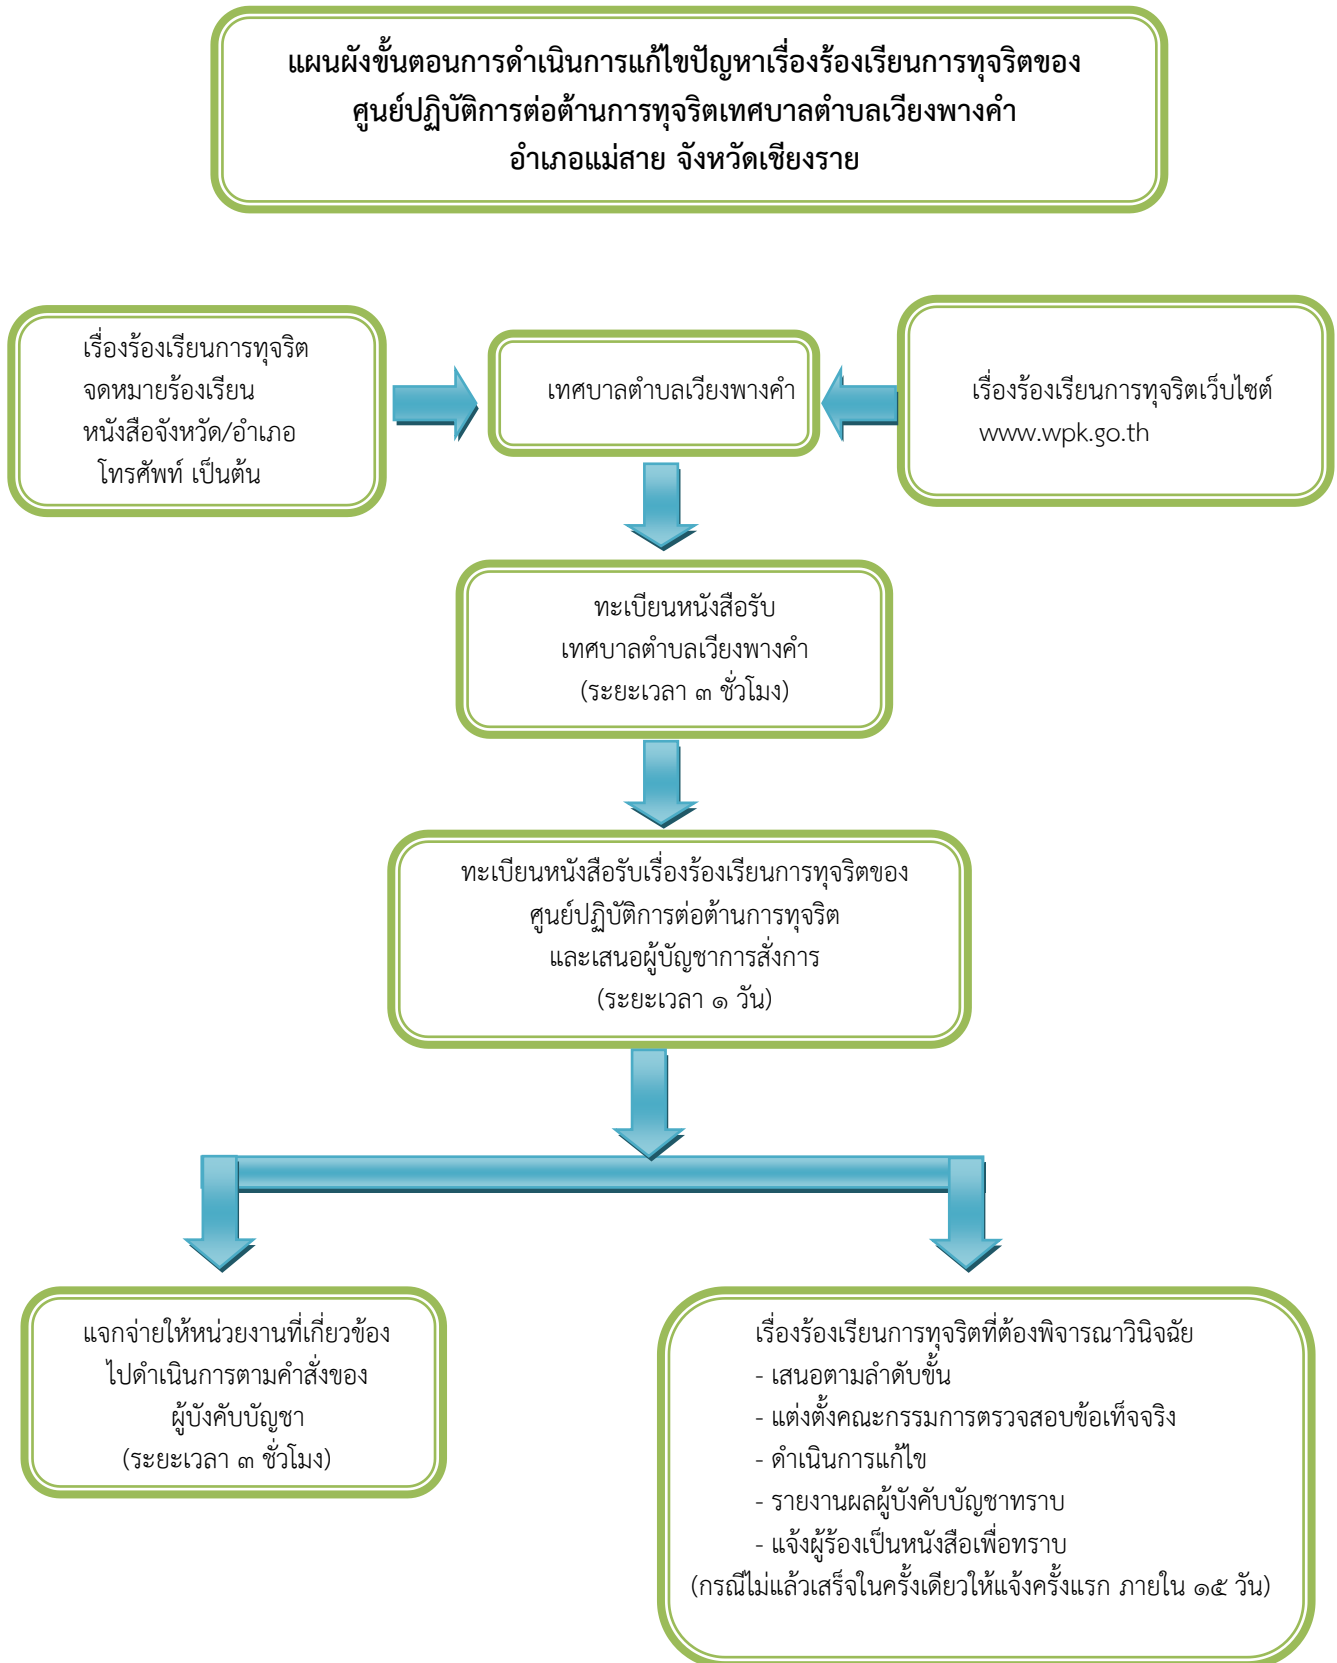 แผนผังขั้นตอนการดำเนินการแก้ไขปัญหาเรื่องร้องเรียนการทุจริตของ
ศูนย์ปฏิบัติการต่อต้านการทุจริตเทศบาลตำบลเวียงพางคำ
อำเภอแม่สาย จังหวัดเชียงราย
เรื่องร้องเรียนการทุจริต
จดหมายร้องเรียน
หนังสือจังหวัด/อำเภอ
โทรศัพท์ เป็นต้น
เทศบาลตำบลเวียงพางคำ
เรื่องร้องเรียนการทุจริตเว็บไซต์
www.wpk.go.th
ทะเบียนหนังสือรับ
เทศบาลตำบลเวียงพางคำ
(ระยะเวลา ๓ ชั่วโมง)
ทะเบียนหนังสือรับเรื่องร้องเรียนการทุจริตของ
ศูนย์ปฏิบัติการต่อต้านการทุจริต
และเสนอผู้บัญชาการสั่งการ
(ระยะเวลา ๑ วัน)
แจกจ่ายให้หน่วยงานที่เกี่ยวข้อง
ไปดำเนินการตามคำสั่งของ
ผู้บังคับบัญชา
(ระยะเวลา ๓ ชั่วโมง)
เรื่องร้องเรียนการทุจริตที่ต้องพิจารณาวินิจฉัย
- เสนอตามลำดับขั้น
- แต่งตั้งคณะกรรมการตรวจสอบข้อเท็จจริง
- ดำเนินการแก้ไข
- รายงานผลผู้บังคับบัญชาทราบ
- แจ้งผู้ร้องเป็นหนังสือเพื่อทราบ
(กรณีไม่แล้วเสร็จในครั้งเดียวให้แจ้งครั้งแรก ภายใน ๑๕ วัน)